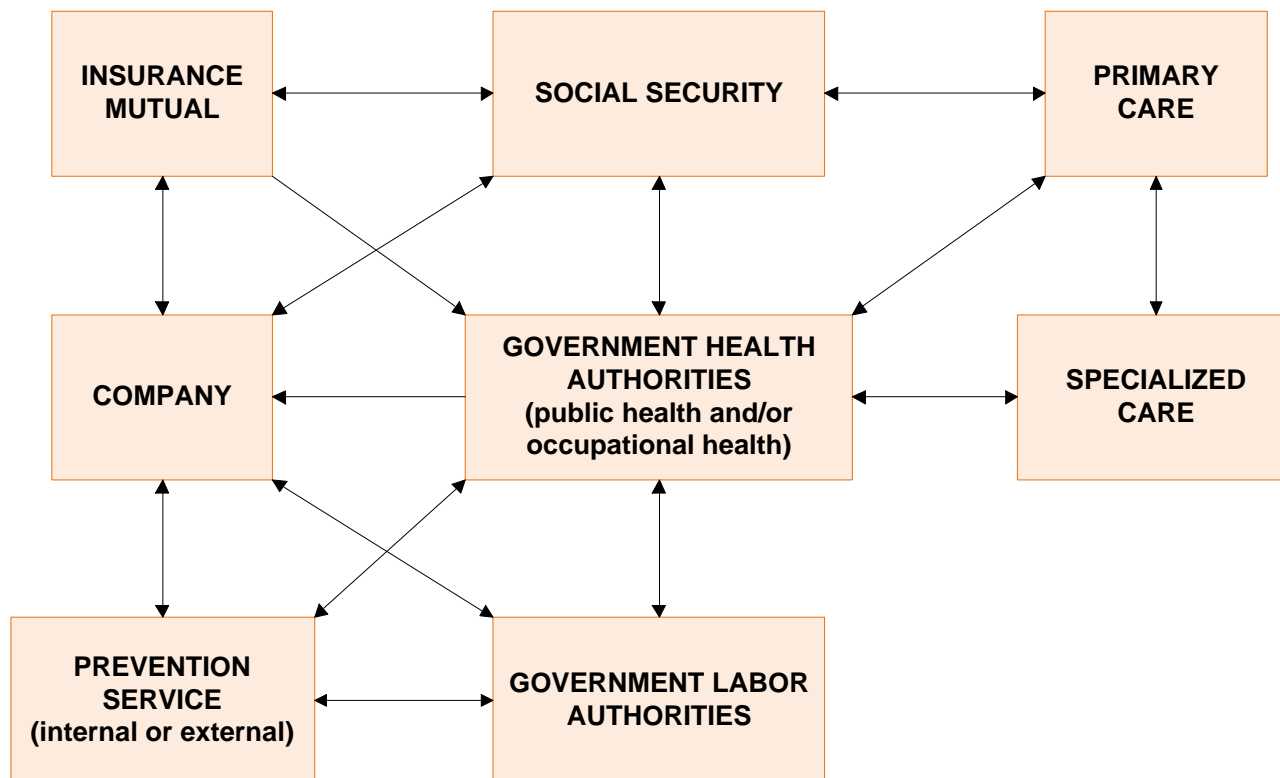 INSURANCE
MUTUAL
SOCIAL SECURITY
PRIMARY
CARE
COMPANY
GOVERNMENT HEALTH
AUTHORITIES
(public health and/or
occupational health)
SPECIALIZED
CARE
PREVENTION
SERVICE
(internal or external)
GOVERNMENT LABOR
AUTHORITIES